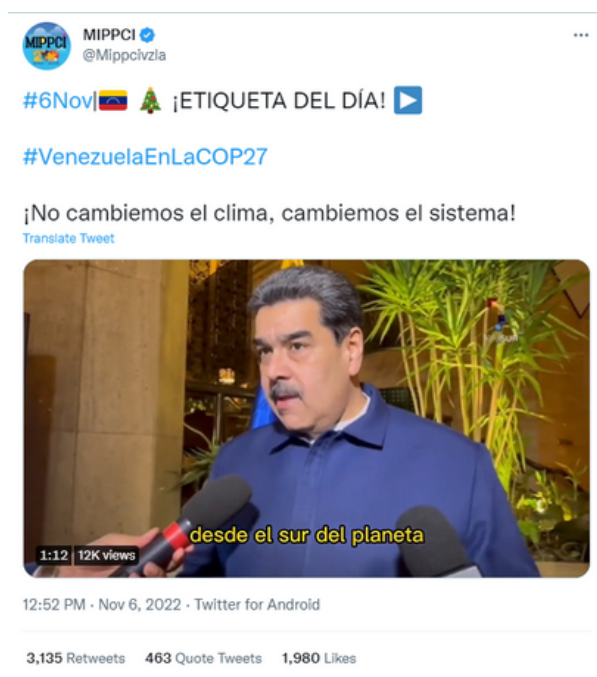 MIPPCI
MIPPCI
@Mippcivzla
#6Nov| ¡ETIQUETA DEL DÍA!
#VenezuelaEnLaCOP27
¡No cambiemos el clima, cambiemos el sistema!
Translate Tweet
desde el sur del planeta
1:12 12K views
12:52 PM · Nov 6, 2022 · Twitter for Android
3,135 Retweets 463 Quote Tweets 1,980 Likes